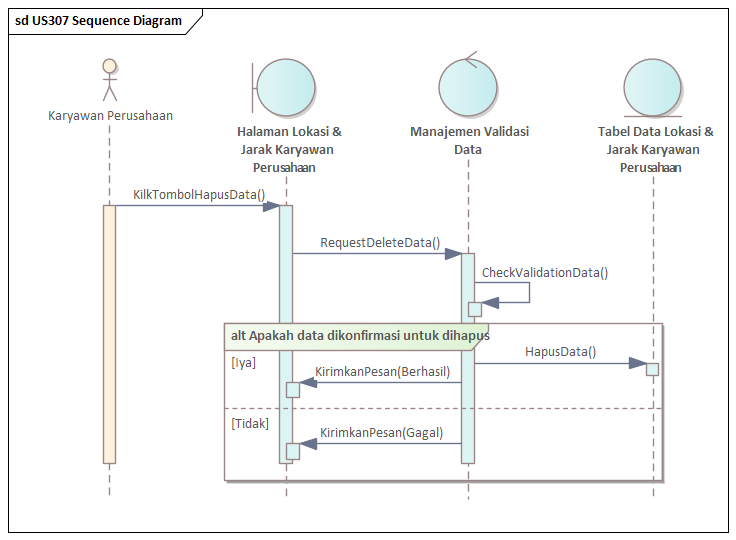 sd US307 Sequence Diagram
Karyawan Perusahaan
Halaman Lokasi &
Jarak Karyawan
Perusahaan
Manajemen Validasi
Data
Tabel Data Lokasi &
Jarak Karyawan
Perusahaan
KilkTombolHapusData()
RequestDeleteData()
CheckValidationData()
alt Apakah data dikonfirmasi untuk dihapus
HapusData()
[Iya]
KirimkanPesan(Berhasil)
[Tidak]
KirimkanPesan(Gagal)